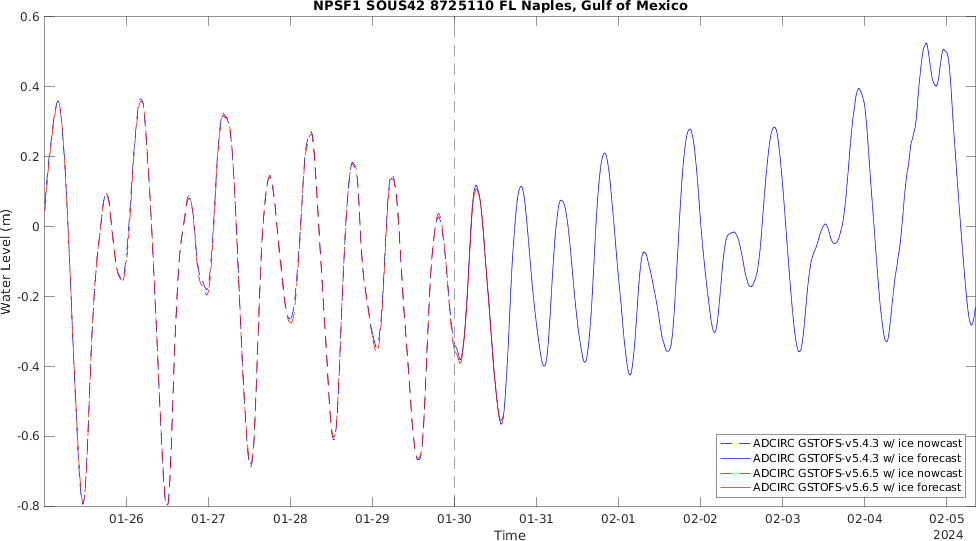 NPSF1 SOUS42 8725110 FL Naples, Gulf of Mexico
Water Level (m)
0.6
0.4
0.2
0
-0.2
-0.4
-0.6
-0.8
01-26 01-27 01-28 01-29 01-30 01-31 02-01 02-02 02-03 02-04 02-05
2024
Time
ADCIRC GSTOFS-v5.4.3 w/ ice nowcast
ADCIRC GSTOFS-v5.4.3 w/ ice forecast
ADCIRC GSTOFS-v5.6.5 w/ ice nowcast
ADCIRC GSTOFS-v5.6.5 w/ ice forecast